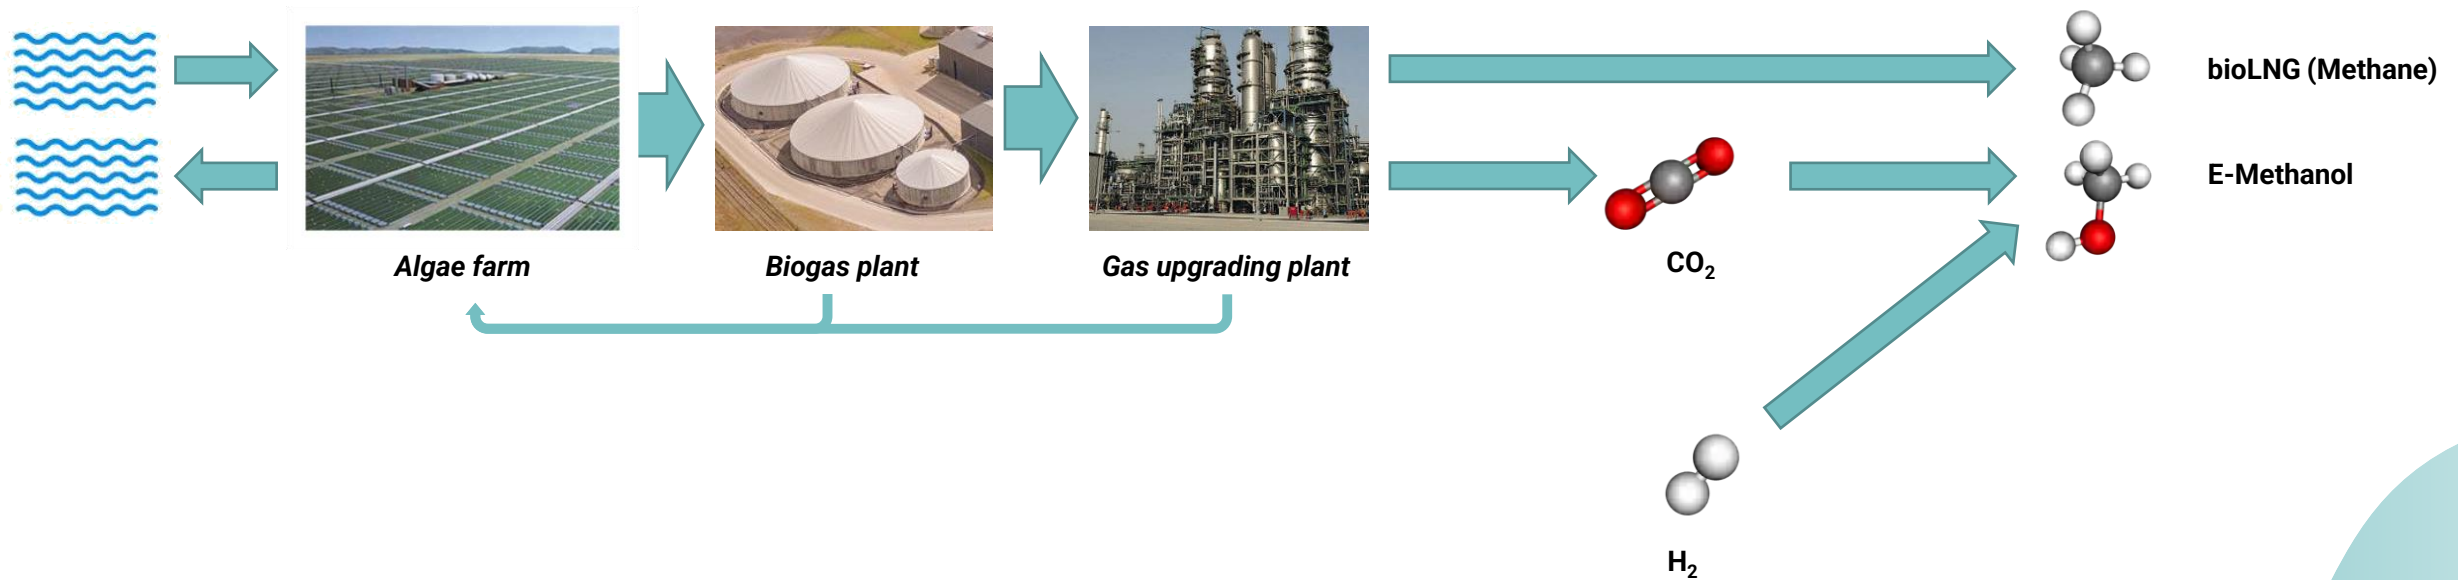 bioLNG (Methane)
E-Methanol
Algae farm
Biogas plant
Gas upgrading plant
CO₂
H₂